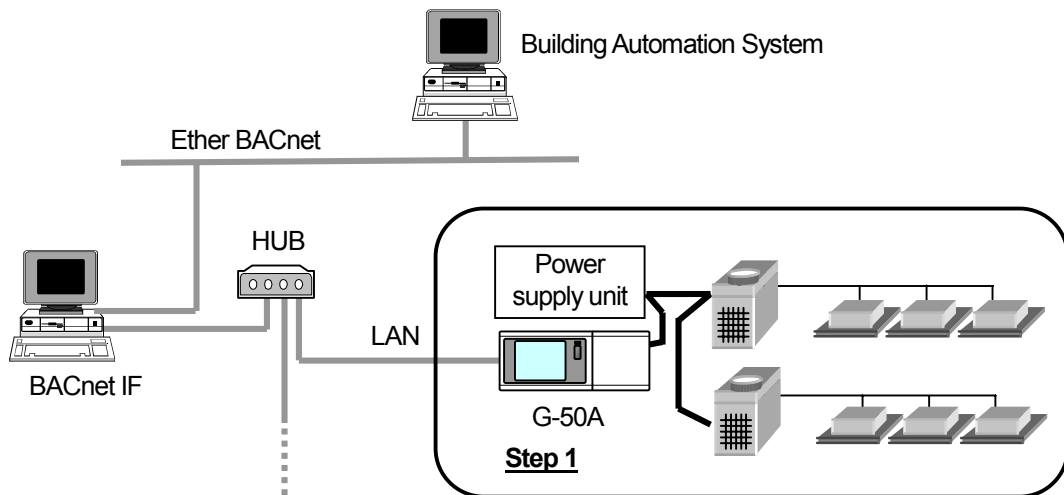 Building Automation System
Ether BACnet
HUB
Power
supply unit
LAN
BACnet IF
G-50A
Step 1